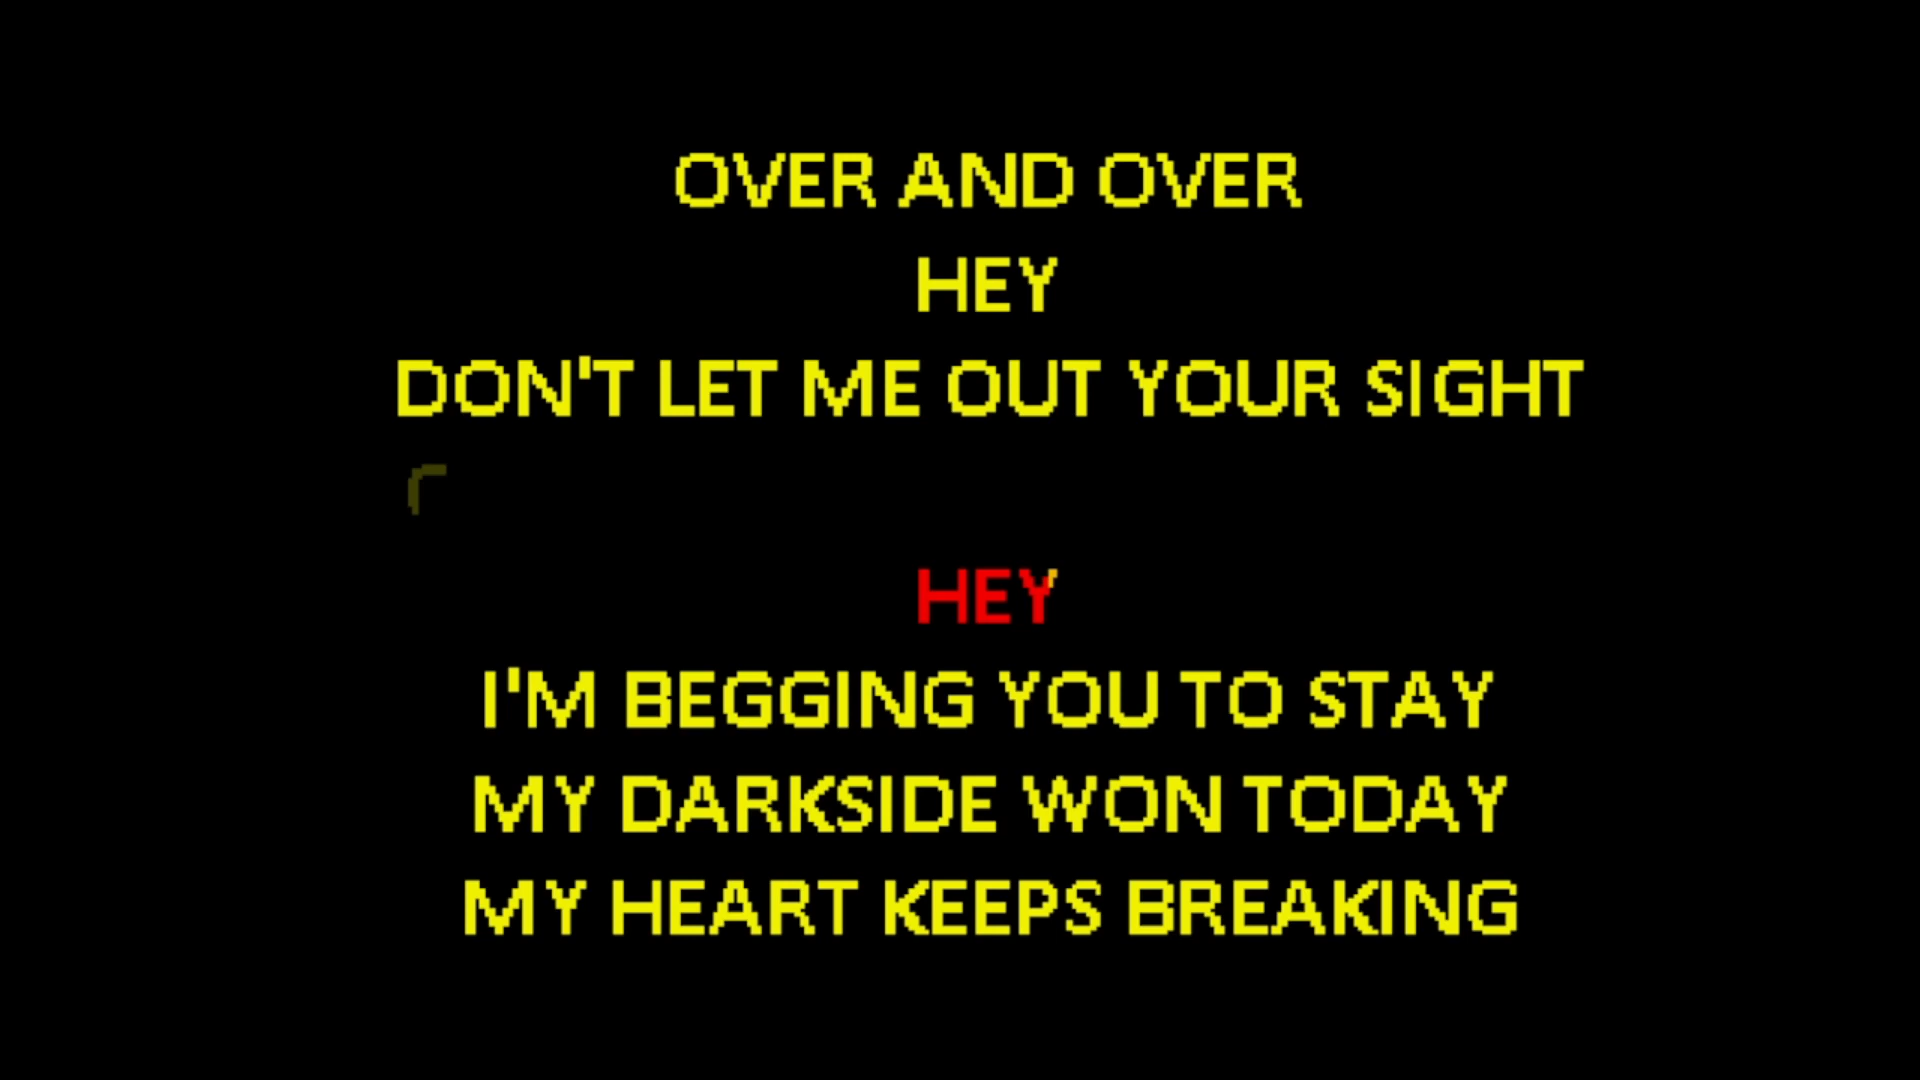 OVER AND OVER
HEY
DON'T LET ME OUT YOUR SIGHT
HEY
I'M BEGGING YOU TO STAY
MY DARKSIDE WON TODAY
MY HEART KEEPS BREAKING